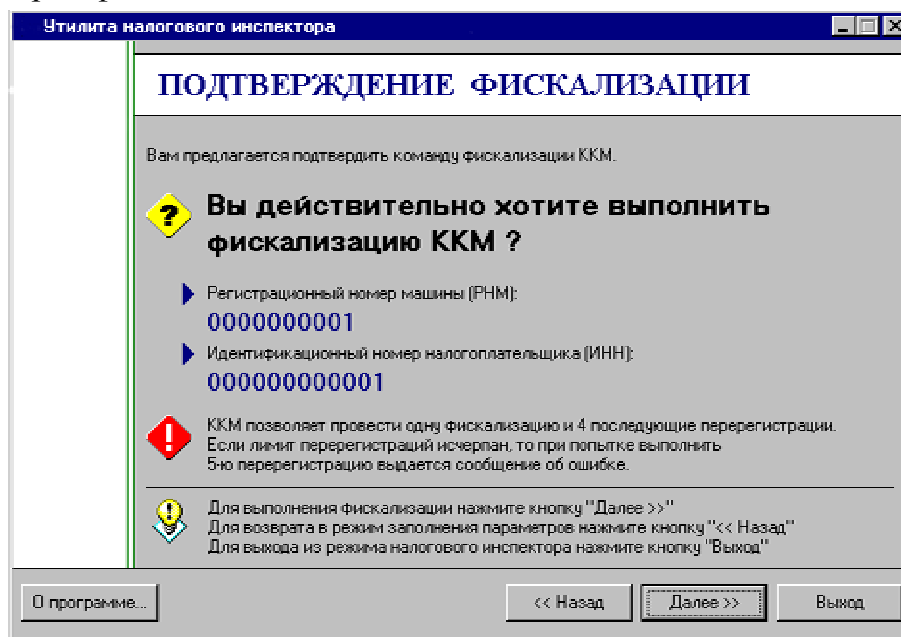 Утилита налогового инспектора
ПОДТВЕРЖДЕНИЕ ФИСКАЛИЗАЦИИ
Вам предлагается подтвердить команду фискализации ККМ.
Вы действительно хотите выполнить
фискализацию ККМ ?
Регистрационный номер машины (РНМ):
0000000001
Идентификационный номер налогоплательщика (ИНН):
000000000001
ККМ позволяет провести одну фискализацию и 4 последующие перерегистрации.
Если лимит перерегистраций исчерпан, то при попытке выполнить
5-ю перерегистрацию выдается сообщение об ошибке.
Для выполнения фискализации нажмите кнопку "Далее >>"
Для возврата в режим заполнения параметров нажмите кнопку "<< Назад"
Для выхода из режима налогового инспектора нажмите кнопку "Выход"
О программе... << Назад Далее >> Выход